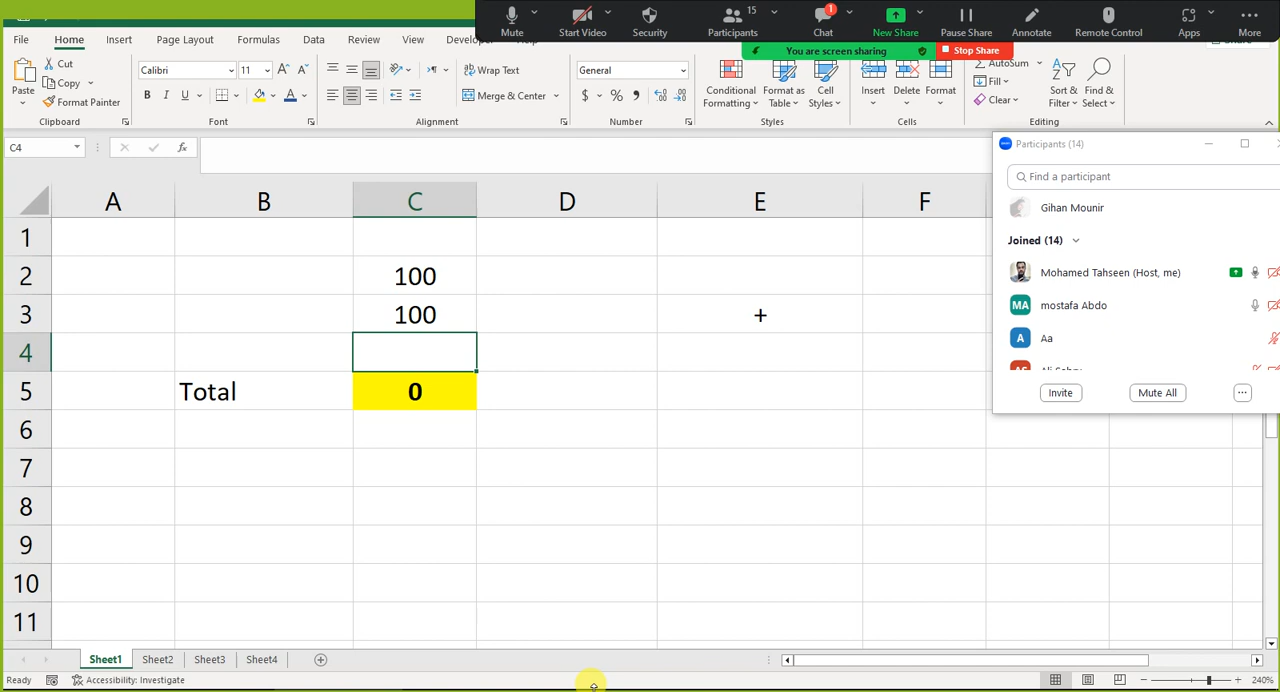 Mute
Start Video
Security
15
Participants
1
Chat
New Share
Pause Share
Annotate
Remote Control
Apps
More
You are screen sharing
Stop Share
File
Home
Insert
Page Layout
Formulas
Data
Review
View
Paste
Cut
Copy
Format Painter
Clipboard
Calibri
11
B I U
Font
Wrap Text
Merge & Center
Alignment
General
$ % ,
Number
Conditional
Formatting
Format as
Table
Cell
Styles
Styles
Insert
Delete
Format
Cells
AutoSum
Fill
Clear
Sort &
Filter
Find &
Select
Editing
C4
fx
Participants (14)
Find a participant
Gihan Mounir
Joined (14)
Mohamed Tahseen (Host, me)
MA
mostafa Abdo
A
Aa
Invite
Mute All
...
A B C D E F
1
2 100
3 100 +
4
5 Total 0
6
7
8
9
10
11
Sheet1
Sheet2
Sheet3
Sheet4
Ready
Accessibility: Investigate
240%